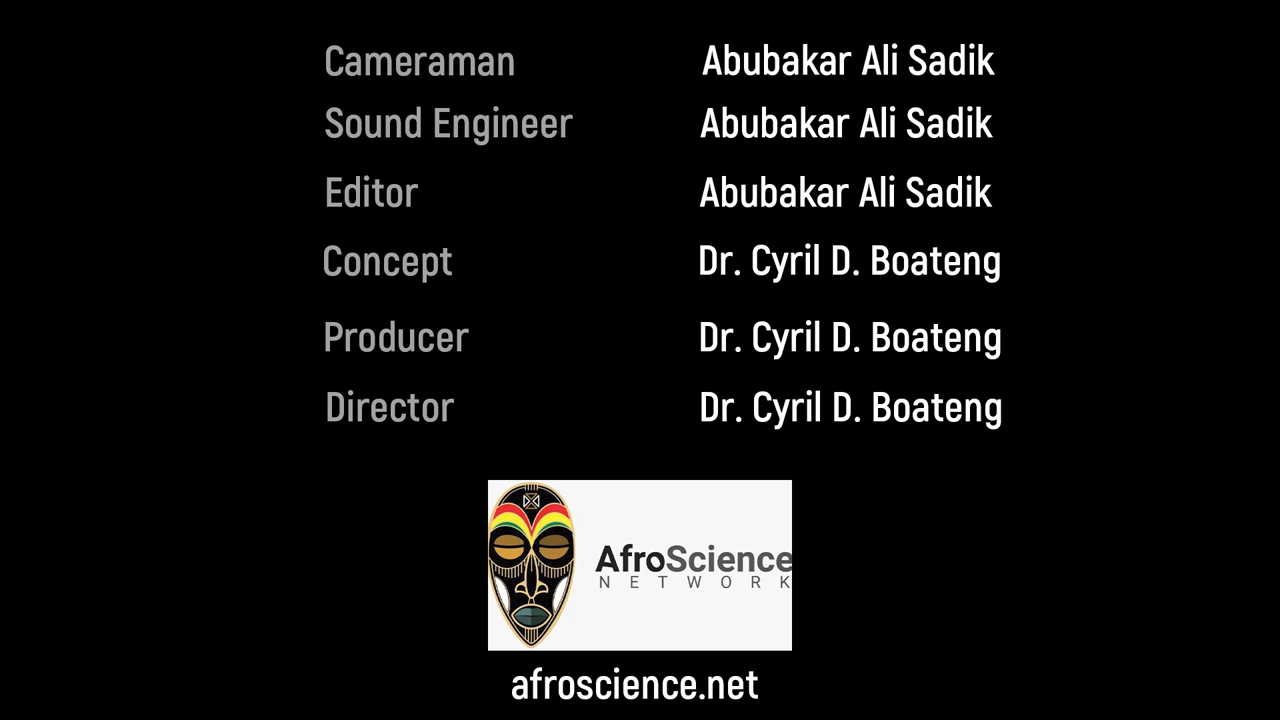 Cameraman Abubakar Ali Sadik
Sound Engineer Abubakar Ali Sadik
Editor Abubakar Ali Sadik
Concept Dr. Cyril D. Boateng
Producer Dr. Cyril D. Boateng
Director Dr. Cyril D. Boateng
AfroScience
NETWORK
afroscience.net